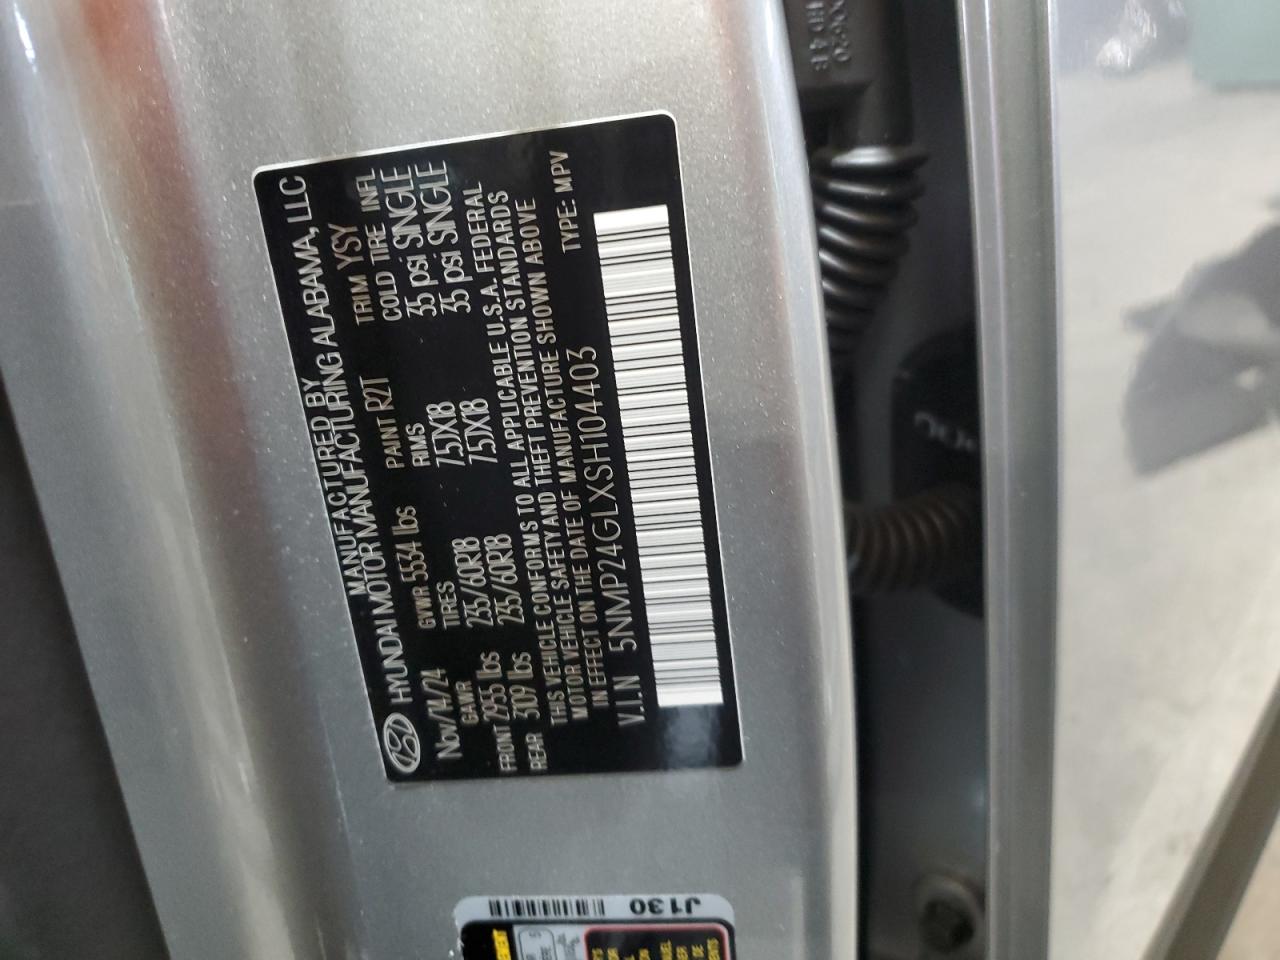 MANUFACTURED BY
HYUNDAI MOTOR MANUFACTURING ALABAMA, LLC
Nov/14/24 GVWR 5534 lbs PAINT R2T TRIM YSY
GAWR TIRES RIMS COLD TIRE INFL
FRONT 2955 lbs 235/60R18 7.5JX18 35 psi SINGLE
REAR 3109 lbs 235/60R18 7.5JX18 35 psi SINGLE
THIS VEHICLE CONFORMS TO ALL APPLICABLE U.S.A. FEDERAL
MOTOR VEHICLE SAFETY AND THEFT PREVENTION STANDARDS
IN EFFECT ON THE DATE OF MANUFACTURE SHOWN ABOVE
V.I.N 5NMP24GLXSH104403 TYPE: MPV
J130